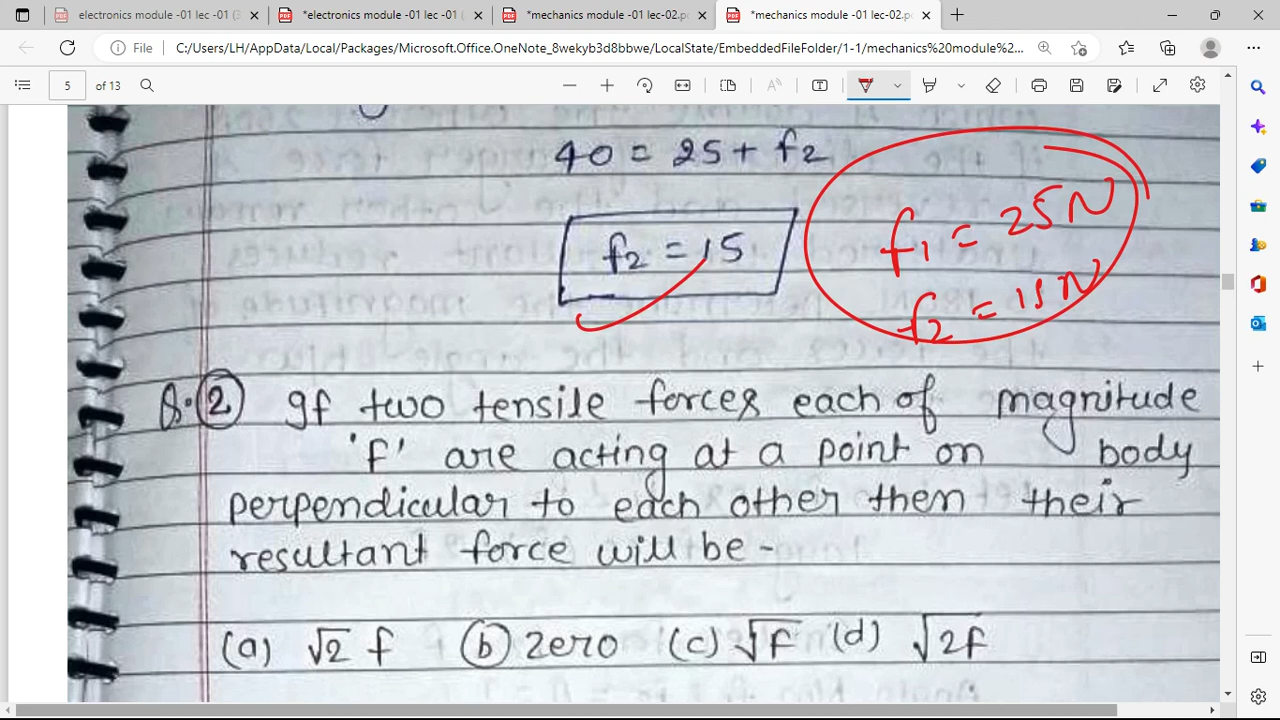 electronics module -01 lec -01 (
*electronics module -01 lec -01 (
*mechanics module -01 lec-02.p
*mechanics module -01 lec-02.p
File
C:/Users/LH/AppData/Local/Packages/Microsoft.Office.OneNote_8wekyb3d8bbwe/LocalState/EmbeddedFileFolder/1-1/mechanics%20module%2...
5 of 13
40 = 25 + f2
f2 = 15
f1 = 25N
f2 = 15N
Q.2 If two tensile forces each of magnitude
'f' are acting at a point on body
perpendicular to each other then their
resultant force will be -
(a) √2 f (b) Zero (c) √F (d) √2f